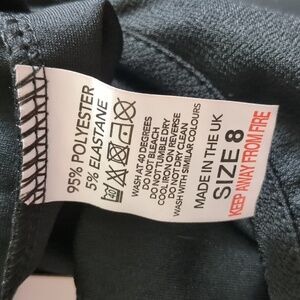 95% POLYESTER
5% ELASTANE
40
WASH AT 40 DEGREES
DO NOT BLEACH
DO NOT TUMBLE DRY
COOL IRON ON REVERSE
DO NOT DRY CLEAN
WASH WITH SIMILAR COLOURS
MADE IN THE UK
SIZE 8
KEEP AWAY FROM FIRE